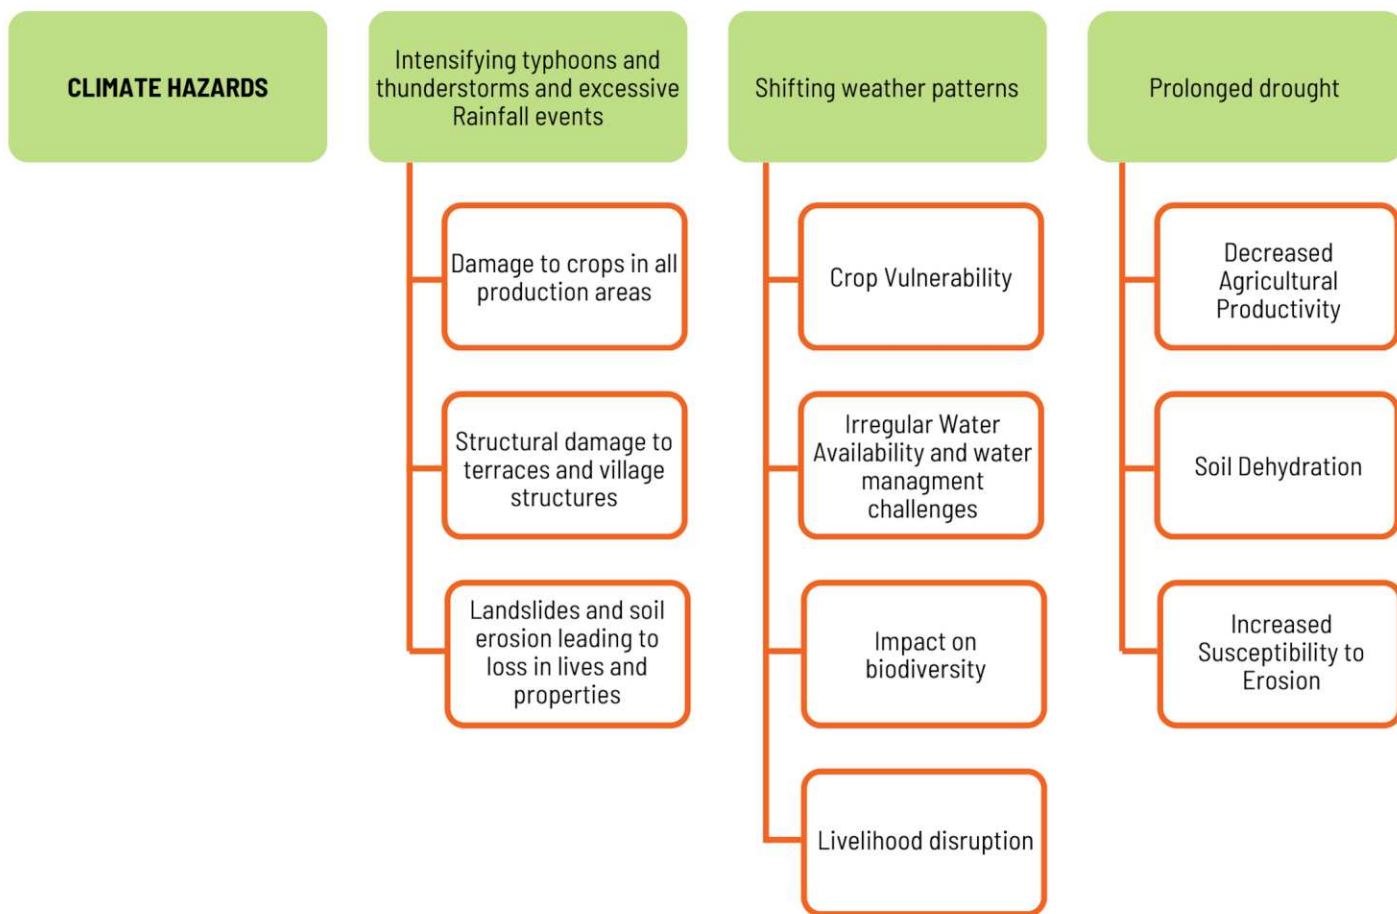 CLIMATE HAZARDS
Intensifying typhoons and
thunderstorms and excessive
Rainfall events
Damage to crops in all
production areas
Structural damage to
terraces and village
structures
Landslides and soil
erosion leading to
loss in lives and
properties
Shifting weather patterns
Crop Vulnerability
Irregular Water
Availability and water
managment
challenges
Impact on
biodiversity
Livelihood disruption
Prolonged drought
Decreased
Agricultural
Productivity
Soil Dehydration
Increased
Susceptibility to
Erosion